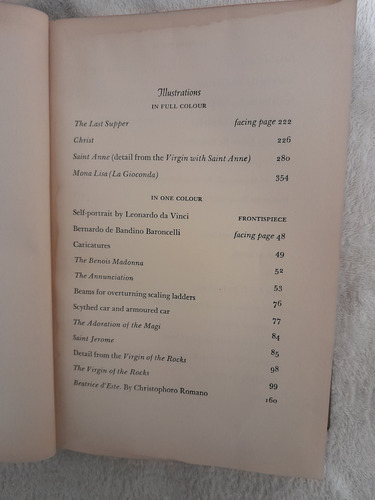 Illustrations
IN FULL COLOUR
The Last Supper facing page 222
Christ 226
Saint Anne (detail from the Virgin with Saint Anne) 280
Mona Lisa (La Gioconda) 354
IN ONE COLOUR
Self-portrait by Leonardo da Vinci FRONTISPIECE
Bernardo de Bandino Baroncelli facing page 48
Caricatures 49
The Benois Madonna 52
The Annunciation 53
Beams for overturning scaling ladders 76
Scythed car and armoured car 77
The Adoration of the Magi 84
Saint Jerome 85
Detail from the Virgin of the Rocks 98
The Virgin of the Rocks 99
Beatrice d'Este. By Christophoro Romano 160